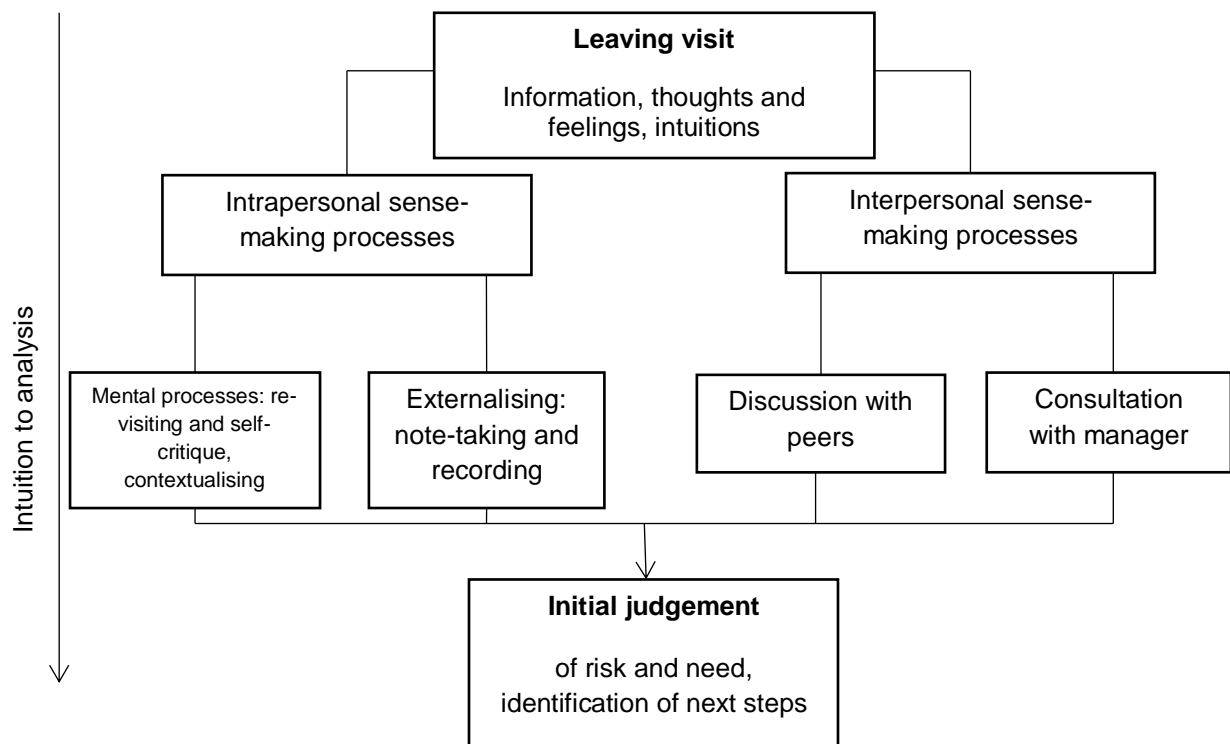 Leaving visit
Information, thoughts and
feelings, intuitions
Intrapersonal sense-
making processes
Interpersonal sense-
making processes
Intuition to analysis
Mental processes: re-
visiting and self-
critique,
contextualising
Externalising:
note-taking and
recording
Discussion with
peers
Consultation
with manager
Initial judgement
of risk and need,
identification of next steps